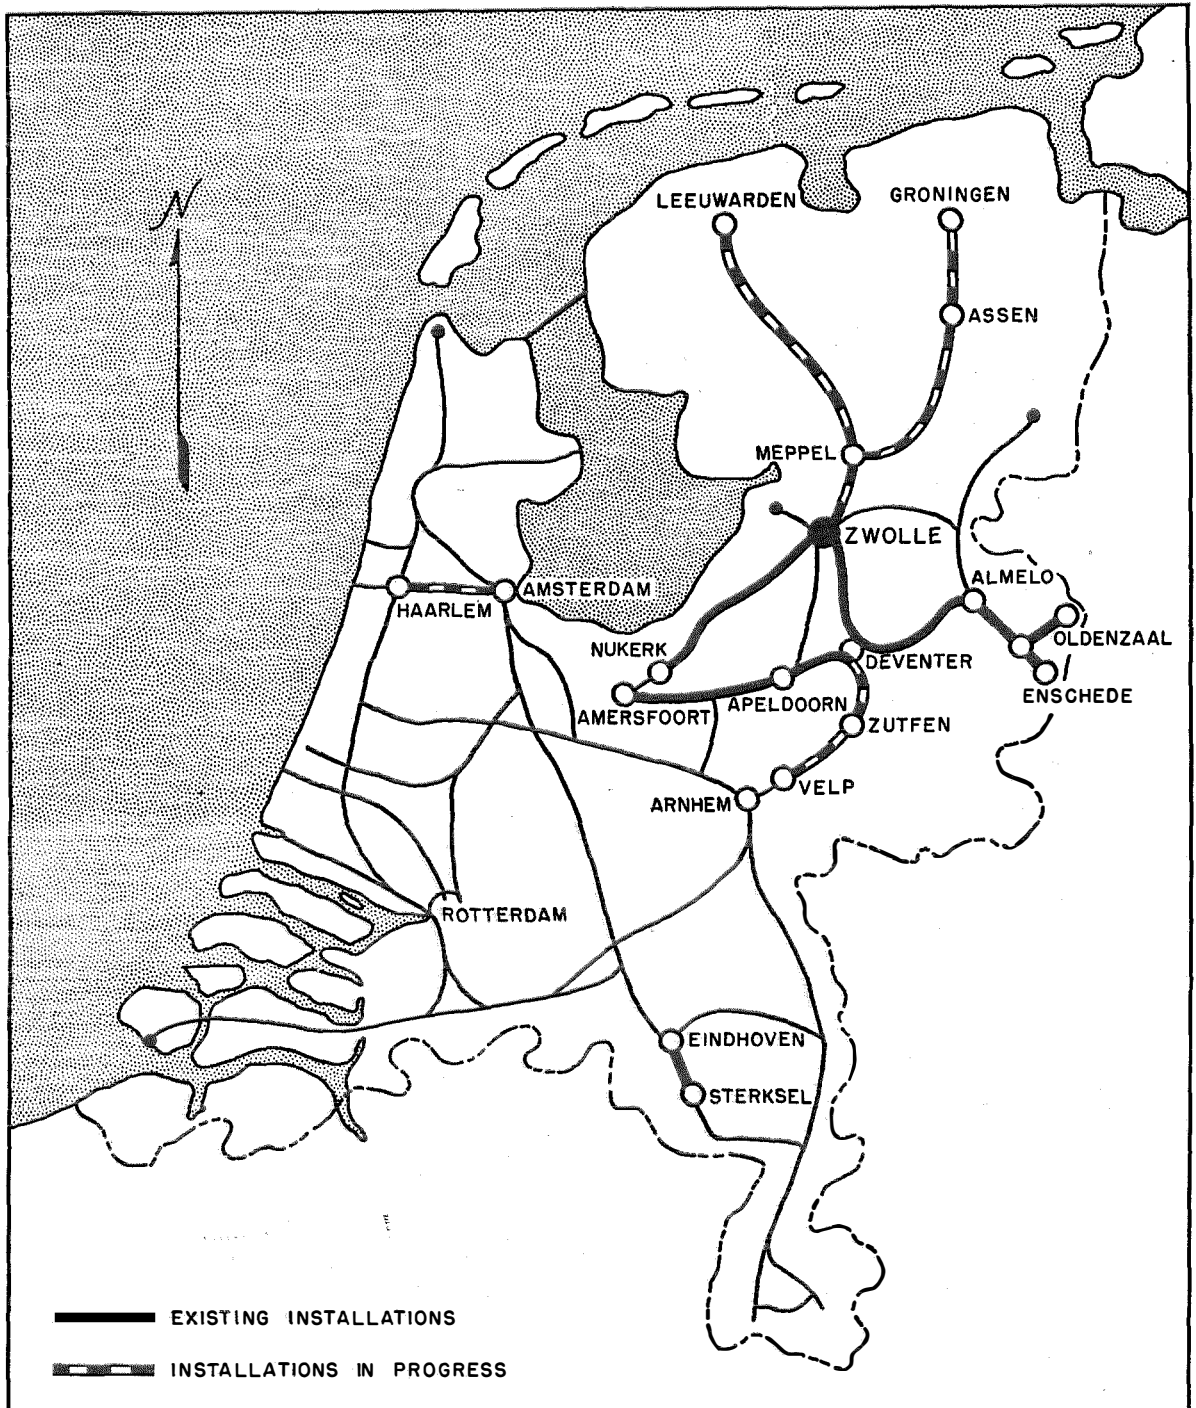 N
LEEUWARDEN
GRONINGEN
ASSEN
MEPPEL
ZWOLLE
ALMELO
AMSTERDAM
HAARLEM
OLDENZAAL
NUKERK
DEVENTER
ENSCHEDE
AMERSFOORT
APELDOORN
ZUTFEN
VELP
ARNHEM
ROTTERDAM
EINDHOVEN
STERKSEL
EXISTING INSTALLATIONS
INSTALLATIONS IN PROGRESS